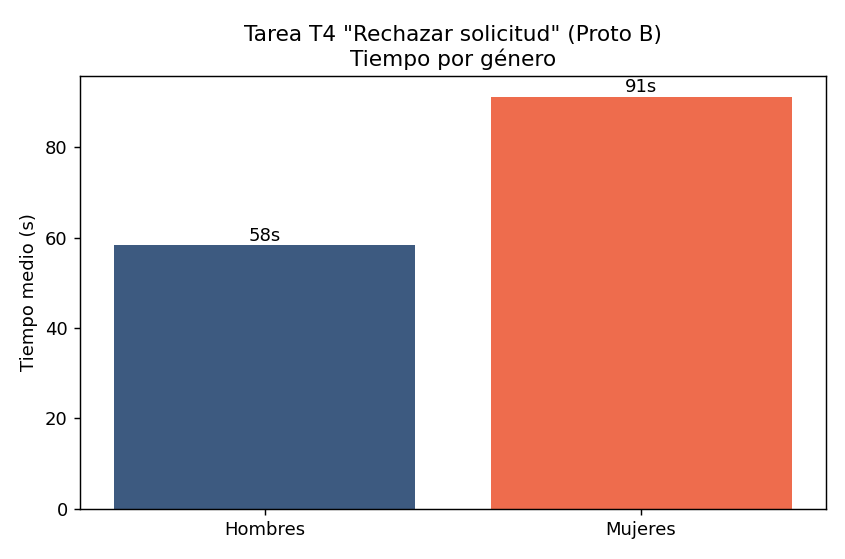 Tarea T4 "Rechazar solicitud" (Proto B)
Tiempo por género
91s
80
58s
60
40
20
0
Tiempo medio (s)
Hombres
Mujeres